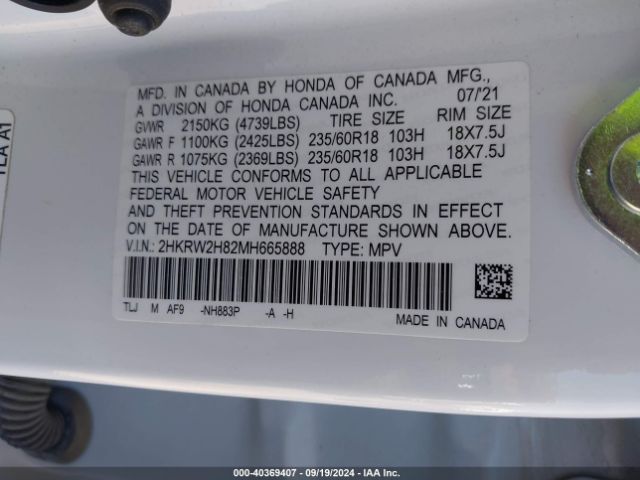 MFD. IN CANADA BY HONDA OF CANADA MFG.,
A DIVISION OF HONDA CANADA INC. 07/'21
GVWR 2150KG (4739LBS) TIRE SIZE RIM SIZE
GAWR F 1100KG (2425LBS) 235/60R18 103H 18X7.5J
GAWR R 1075KG (2369LBS) 235/60R18 103H 18X7.5J
THIS VEHICLE CONFORMS TO ALL APPLICABLE
FEDERAL MOTOR VEHICLE SAFETY
AND THEFT PREVENTION STANDARDS IN EFFECT
ON THE DATE OF MANUFACTURE SHOWN ABOVE.
V.I.N.: 2HKRW2H82MH665888 TYPE: MPV
TLJ M AF9 -NH883P -A -H
MADE IN CANADA
TLA A1
000-40369407 - 09/19/2024 - IAA Inc.